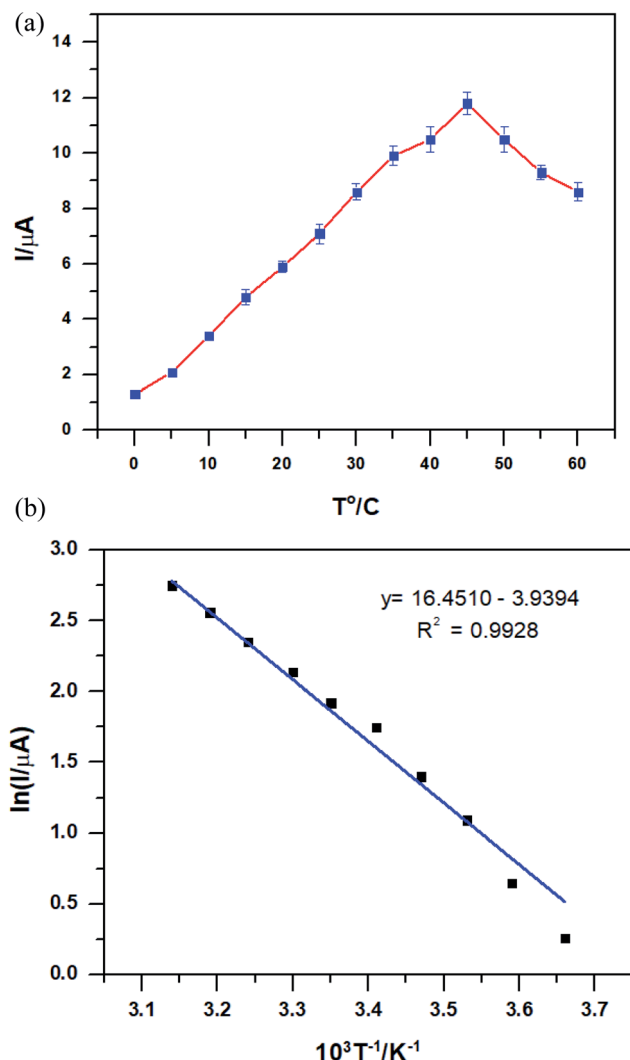 (a)
14
12
10
8
6
4
2
0
I/µA
0 10 20 30 40 50 60
T°/C
(b)
3.0
2.5
2.0
1.5
1.0
0.5
0.0
ln(I/µA)
y= 16.4510 - 3.9394
R² = 0.9928
3.1 3.2 3.3 3.4 3.5 3.6 3.7
10³T⁻¹/K⁻¹